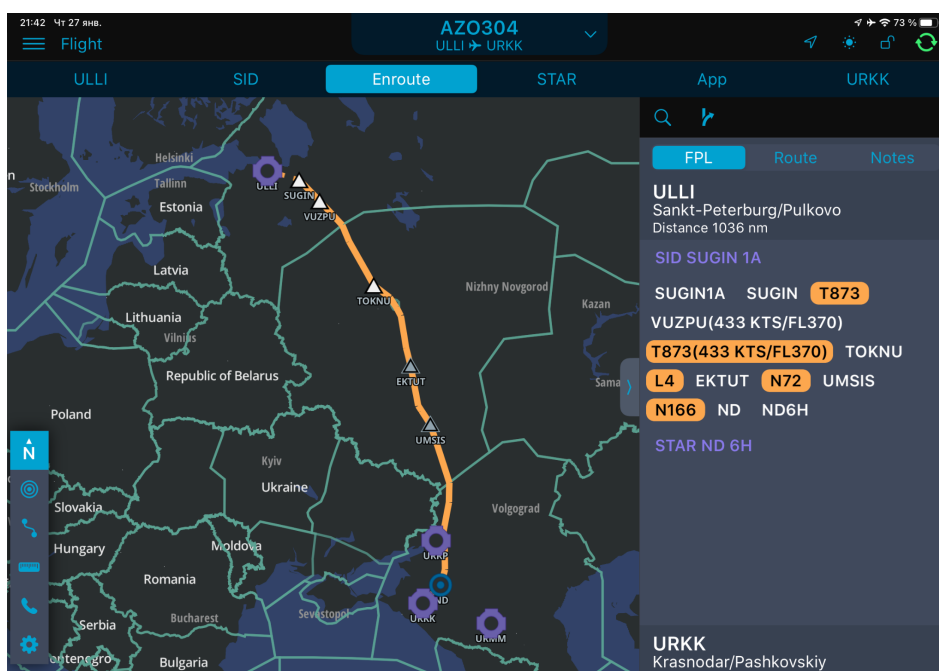 21:42 Чт 27 янв.
73 %
Flight
AZO304
ULLI ✈ URKK
ULLI
SID
Enroute
STAR
App
URKK
FPL
Route
Notes
ULLI
Sankt-Peterburg/Pulkovo
Distance 1036 nm
SID SUGIN 1A
SUGIN1A SUGIN T873
VUZPU(433 KTS/FL370)
T873(433 KTS/FL370) TOKNU
L4 EKTUT N72 UMSIS
N166 ND ND6H
STAR ND 6H
URKK
Krasnodar/Pashkovskiy
Helsinki
Stockholm
Tallinn
ULLI
SUGIN
Estonia
VUZPU
Latvia
Nizhny Novgorod
TOKNU
Kazan
Lithuania
Vilnius
Republic of Belarus
EKTUT
Poland
UMSIS
N
Kyiv
Ukraine
Volgograd
Slovakia
Hungary
Moldova
URRP
Romania
ND
Bucharest
Sevastopol
URKK
Serbia
URMM
Bulgaria